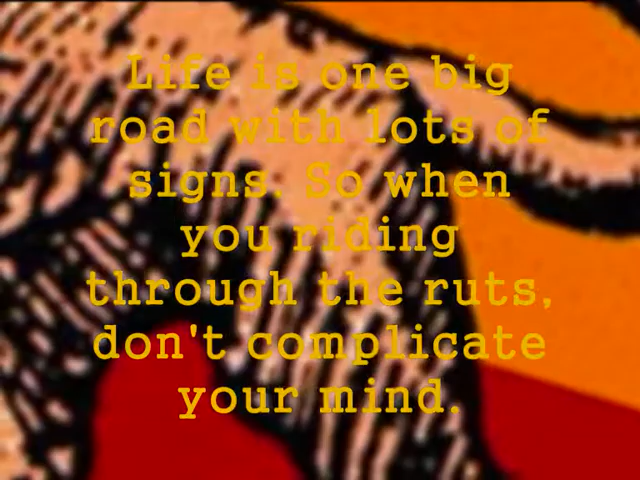 Life is one big
road with lots of
signs. So when
you riding
through the ruts,
don't complicate
your mind.